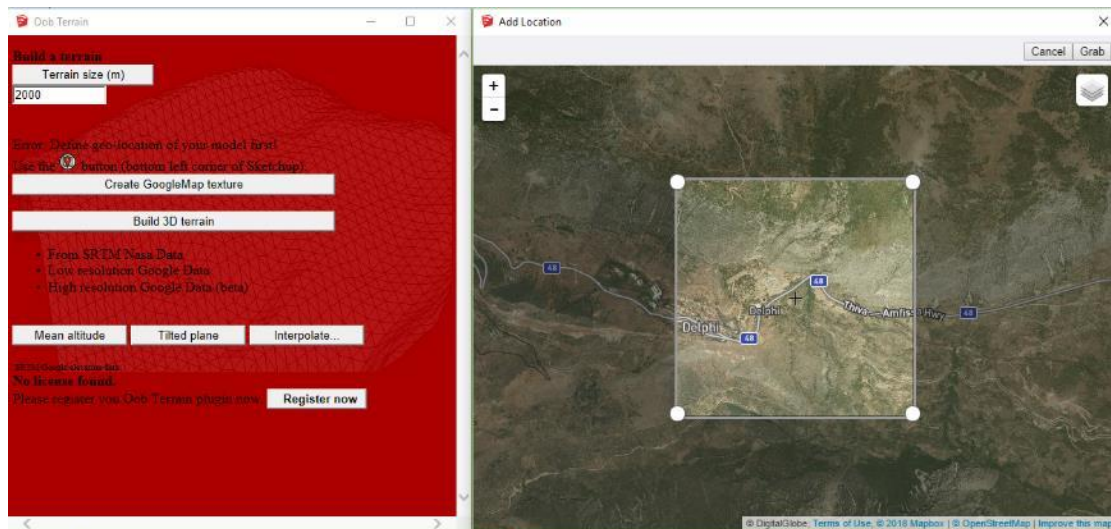 Oob Terrain
Build a terrain
Terrain size (m)
2000
Error: Define geo-location of your model first!
Use the button (bottom left corner of Sketchup)
Create GoogleMap texture
Build 3D terrain
From SRTM Nasa Data
Low resolution Google Data
High resolution Google Data (beta)
Mean altitude
Tilted plane
Interpolate...
No license found.
Please register you Oob Terrain plugin now.
Register now
Add Location
Cancel
Grab
+
-
48
48
Delphi
Thiva — Amfissa Hwy
48
Delphi
48
© DigitalGlobe, Terms of Use, © 2018 Mapbox | © OpenStreetMap | Improve this map